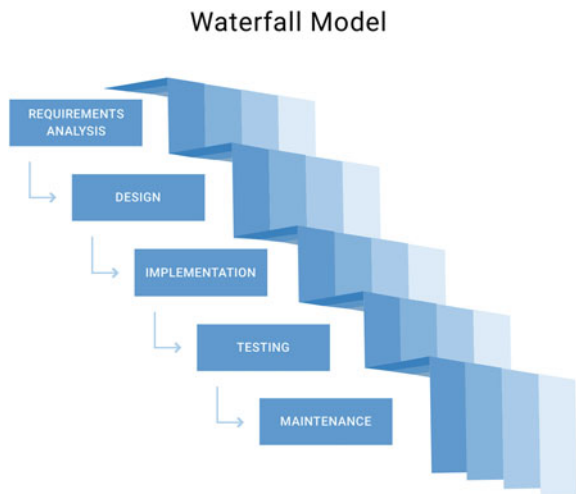 Waterfall Model
REQUIREMENTS
ANALYSIS
DESIGN
IMPLEMENTATION
TESTING
MAINTENANCE